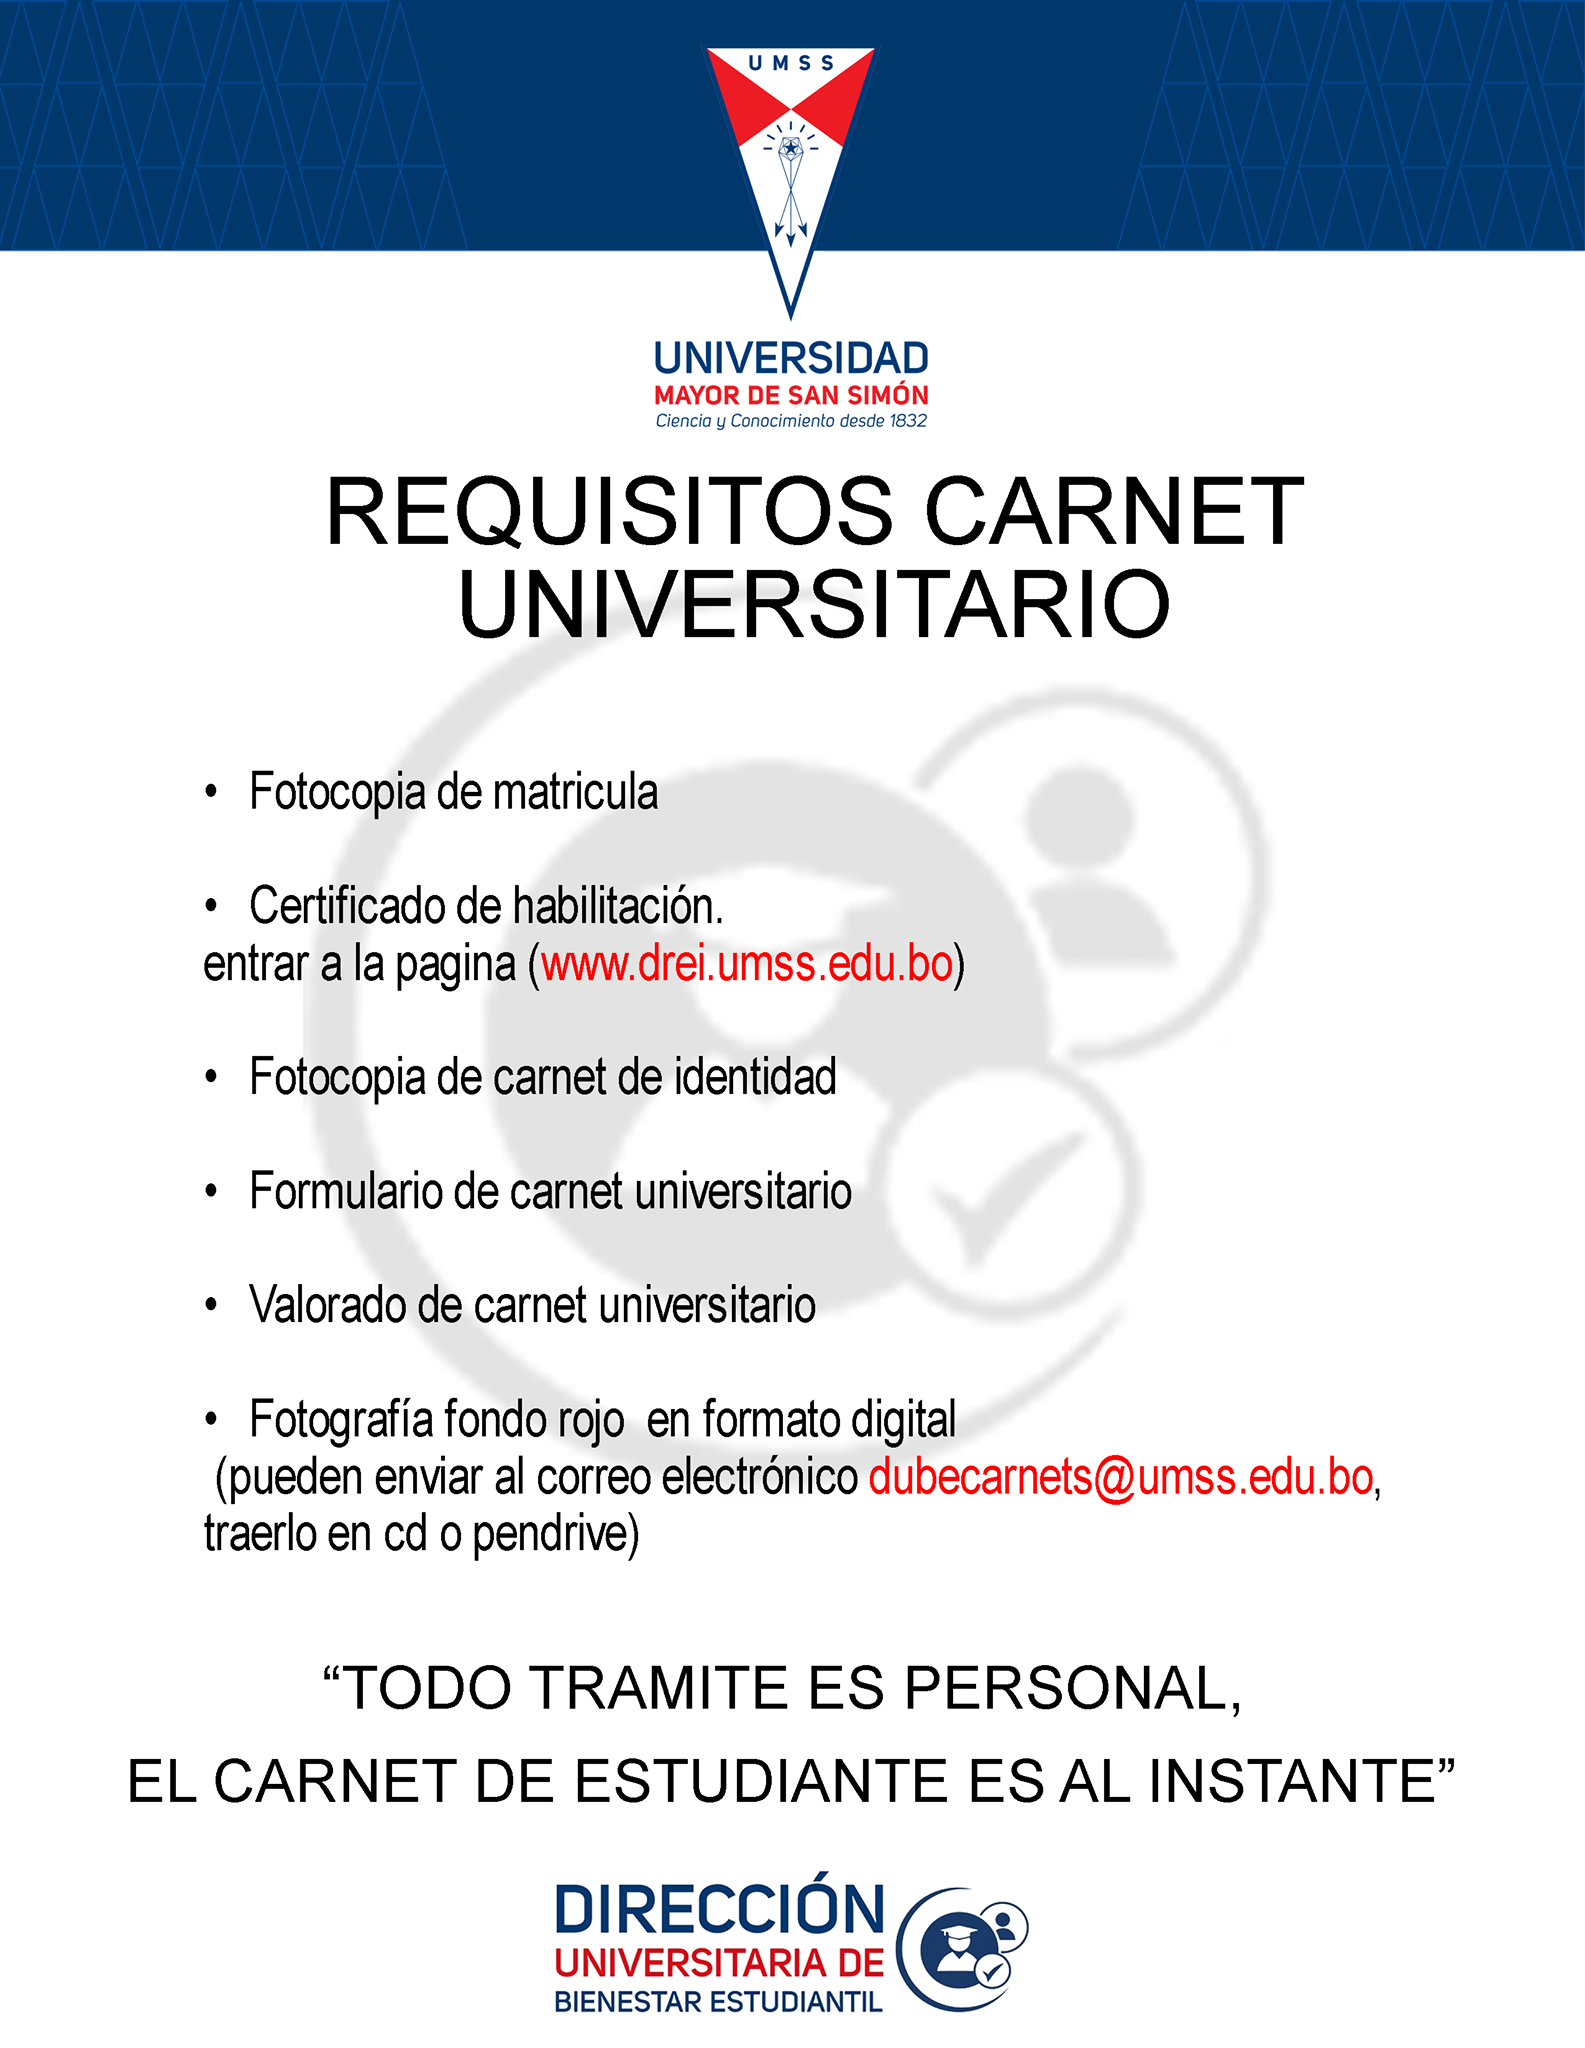 UMSS
UNIVERSIDAD
MAYOR DE SAN SIMÓN
Ciencia y Conocimiento desde 1832
REQUISITOS CARNET
UNIVERSITARIO
• Fotocopia de matricula
• Certificado de habilitación.
entrar a la pagina (www.drei.umss.edu.bo)
• Fotocopia de carnet de identidad
• Formulario de carnet universitario
• Valorado de carnet universitario
• Fotografía fondo rojo en formato digital
(pueden enviar al correo electrónico dubecarnets@umss.edu.bo,
traerlo en cd o pendrive)
“TODO TRAMITE ES PERSONAL,
EL CARNET DE ESTUDIANTE ES AL INSTANTE”
DIRECCIÓN
UNIVERSITARIA DE
BIENESTAR ESTUDIANTIL